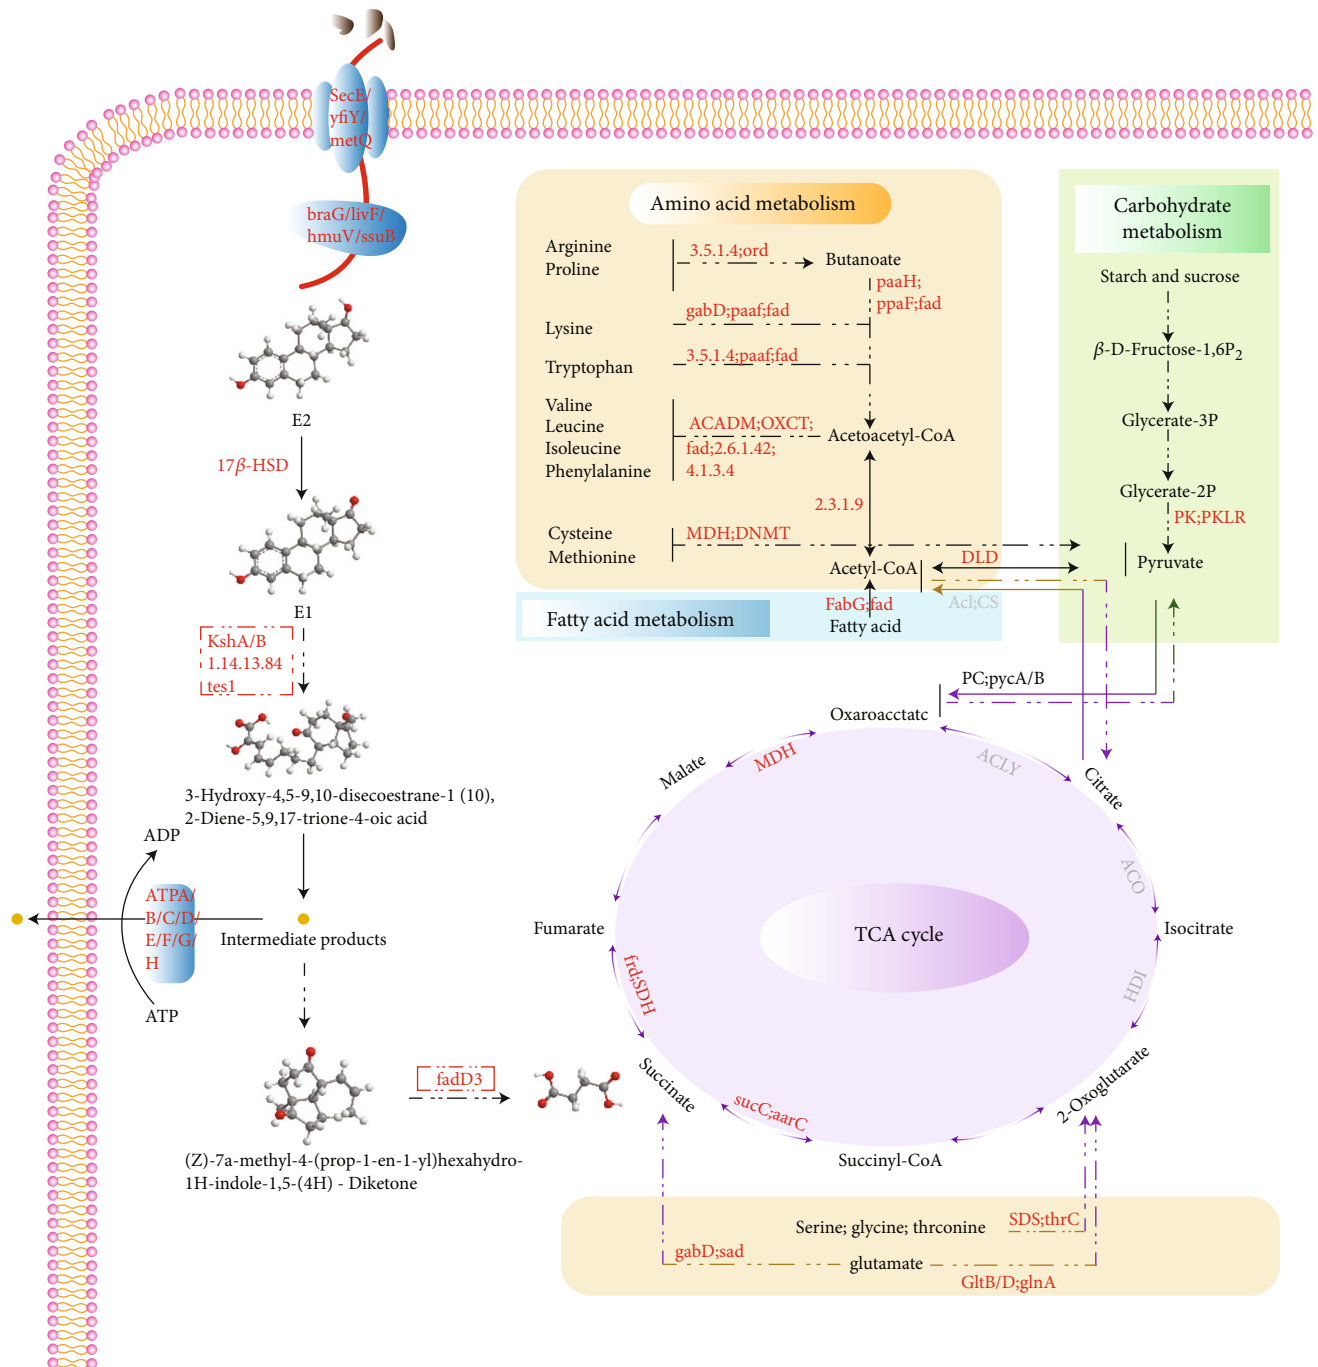 SecE/
yfiY/
metQ
braG/livF/
hmuV/ssuB
E2
17β-HSD
E1
KshA/B
1.14.13.84
tes1
3-Hydroxy-4,5-9,10-disecoestrane-1 (10),
2-Diene-5,9,17-trione-4-oic acid
ADP
ATPA/
B/C/D/
E/F/G/
H
Intermediate products
ATP
fadD3
(Z)-7a-methyl-4-(prop-1-en-1-yl)hexahydro-
1H-indole-1,5-(4H) - Diketone
Amino acid metabolism
Arginine
Proline
3.5.1.4;ord
Butanoate
paaH;
ppaF;fad
Lysine
gabD;paaf;fad
Tryptophan
3.5.1.4;paaf;fad
Valine
Leucine
Isoleucine
Phenylalanine
ACADM;OXCT;
fad;2.6.1.42;
4.1.3.4
Acetoacetyl-CoA
2.3.1.9
Cysteine
Methionine
MDH;DNMT
Acetyl-CoA
DLD
Acl;CS
FabG;fad
Fatty acid
Fatty acid metabolism
Carbohydrate
metabolism
Starch and sucrose
β-D-Fructose-1,6P2
Glycerate-3P
Glycerate-2P
PK;PKLR
Pyruvate
PC;pycA/B
Oxaroacctatc
MDH
ACLY
Malate
Citrate
ACO
Fumarate
TCA cycle
Isocitrate
frd;SDH
HDI
Succinate
2-Oxoglutarate
sucC;aarC
Succinyl-CoA
Serine; glycine; thrconine
SDS;thrC
gabD;sad
glutamate
GltB/D;glnA